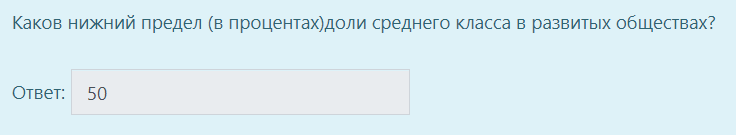 Каков нижний предел (в процентах)доли среднего класса в развитых обществах?
Ответ: 50